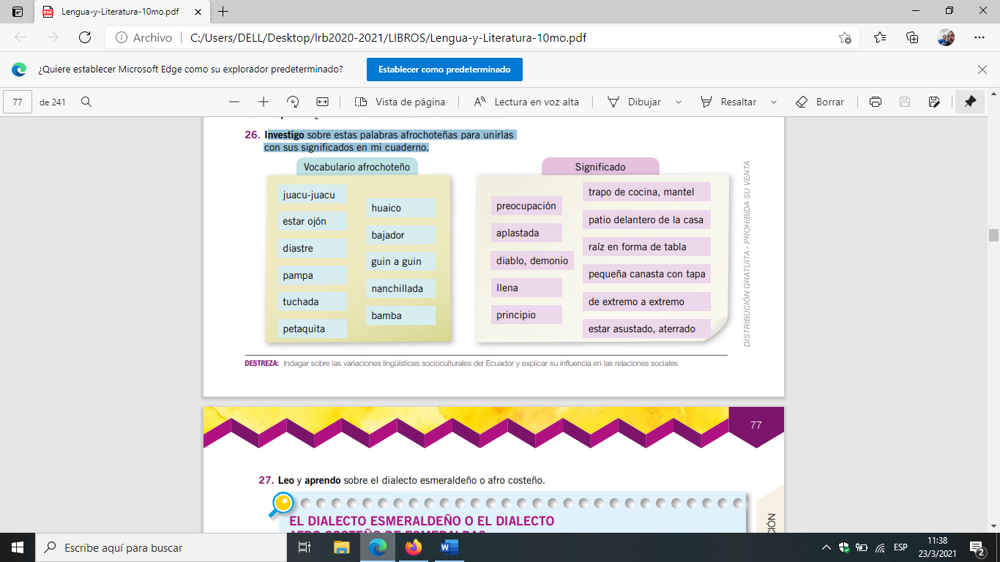 Lengua-y-Literatura-10mo.pdf
Archivo
C:/Users/DELL/Desktop/lrb2020-2021/LIBROS/Lengua-y-Literatura-10mo.pdf
¿Quiere establecer Microsoft Edge como su explorador predeterminado?
Establecer como predeterminado
77 de 241
Vista de página
Lectura en voz alta
Dibujar
Resaltar
Borrar
26. Investigo sobre estas palabras afrochoteñas para unirlas
con sus significados en mi cuaderno.
Vocabulario afrochoteño
juacu-juacu
estar ojón
diastre
pampa
tuchada
petaquita
huaico
bajador
guin a guin
nanchillada
bamba
Significado
preocupación
aplastada
diablo, demonio
llena
principio
trapo de cocina, mantel
patio delantero de la casa
raíz en forma de tabla
pequeña canasta con tapa
de extremo a extremo
estar asustado, aterrado
DISTRIBUCIÓN GRATUITA - PROHIBIDA SU VENTA
DESTREZA: Indagar sobre las variaciones lingüísticas socioculturales del Ecuador y explicar su influencia en las relaciones sociales
77
27. Leo y aprendo sobre el dialecto esmeraldeño o afro costeño.
EL DIALECTO ESMERALDEÑO O EL DIALECTO
AFRO COSTEÑO DE ESMERALDAS
CIÓN
Escribe aquí para buscar
ESP
11:38
23/3/2021
2